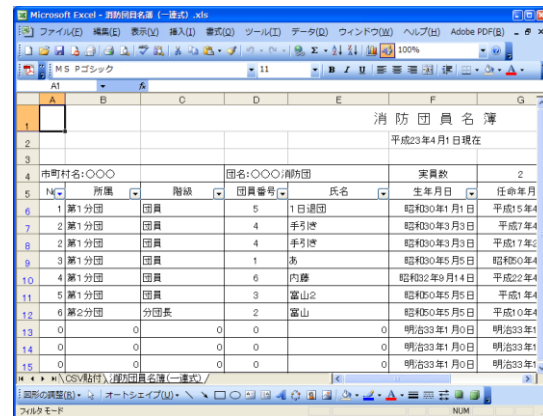 Microsoft Excel - 消防団員名簿（一連式）.xls
ファイル(F) 編集(E) 表示(V) 挿入(I) 書式(O) ツール(T) データ(D) ウィンドウ(W) ヘルプ(H) Adobe PDF(B)
100%
ＭＳ Ｐゴシック 11 B I U
A1 fx
A B C D E F G
1 消 防 団 員 名 簿
2 平成23年4月1日現在
3
4 市町村名:〇〇〇 団名:〇〇〇消防団 実員数 2
5 所属 階級 団員番号 氏名 生年月日 任命年月
6 1 第1分団 団員 5 1日退団 昭和30年1月1日 平成15年4
7 2 第1分団 団員 4 手引き 昭和30年3月3日 平成7年4
8 2 第1分団 団員 4 手引き 昭和30年3月3日 平成17年2
9 3 第1分団 団員 1 あ 昭和30年5月5日 昭和50年4
10 4 第1分団 団員 6 内藤 昭和32年9月14日 平成22年4
11 5 第1分団 団員 3 富山2 昭和50年5月5日 平成1年4
12 6 第2分団 分団長 2 富山 昭和50年5月5日 平成10年4
13 0 0 0 0 0 明治33年1月0日 明治33年1
14 0 0 0 0 0 明治33年1月0日 明治33年1
15 0 0 0 0 0 明治33年1月0日 明治33年1
CSV貼付 消防団員名簿(一連式)
図形の調整(R) オートシェイプ(U)
フィルタ モード NUM